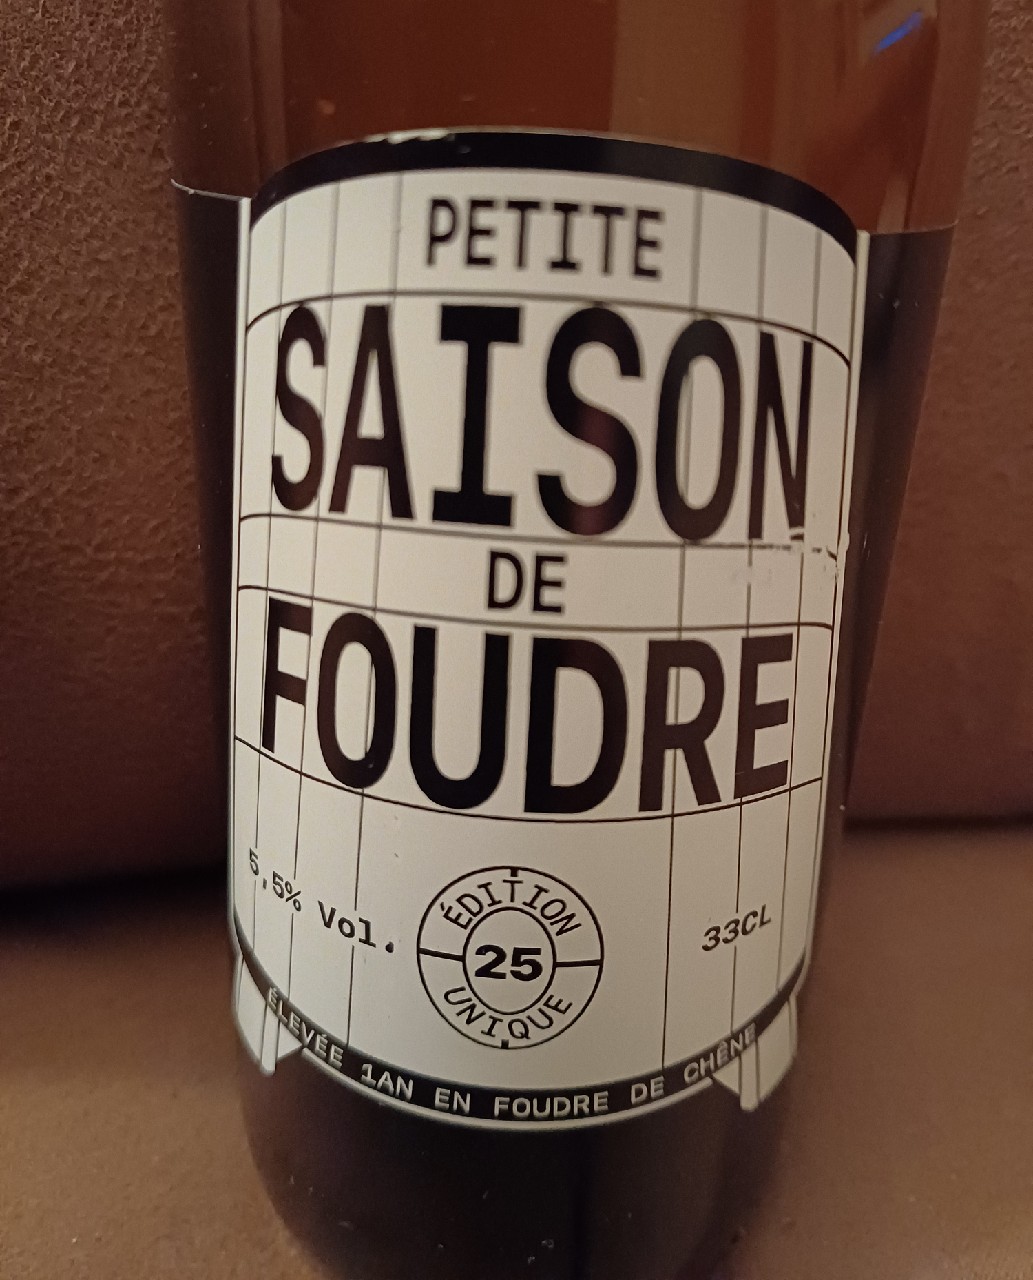 PETITE
SAISON
DE
FOUDRE
5,5% Vol.
ÉDITION
25
UNIQUE
33CL
ÉLEVÉE 1AN EN FOUDRE DE CHÊNE